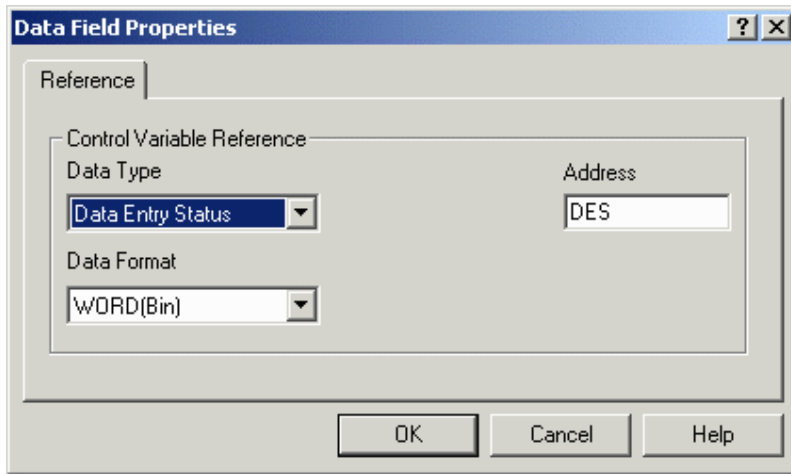 Data Field Properties
Reference
Control Variable Reference
Data Type
Address
Data Entry Status
DES
Data Format
WORD(Bin)
OK
Cancel
Help